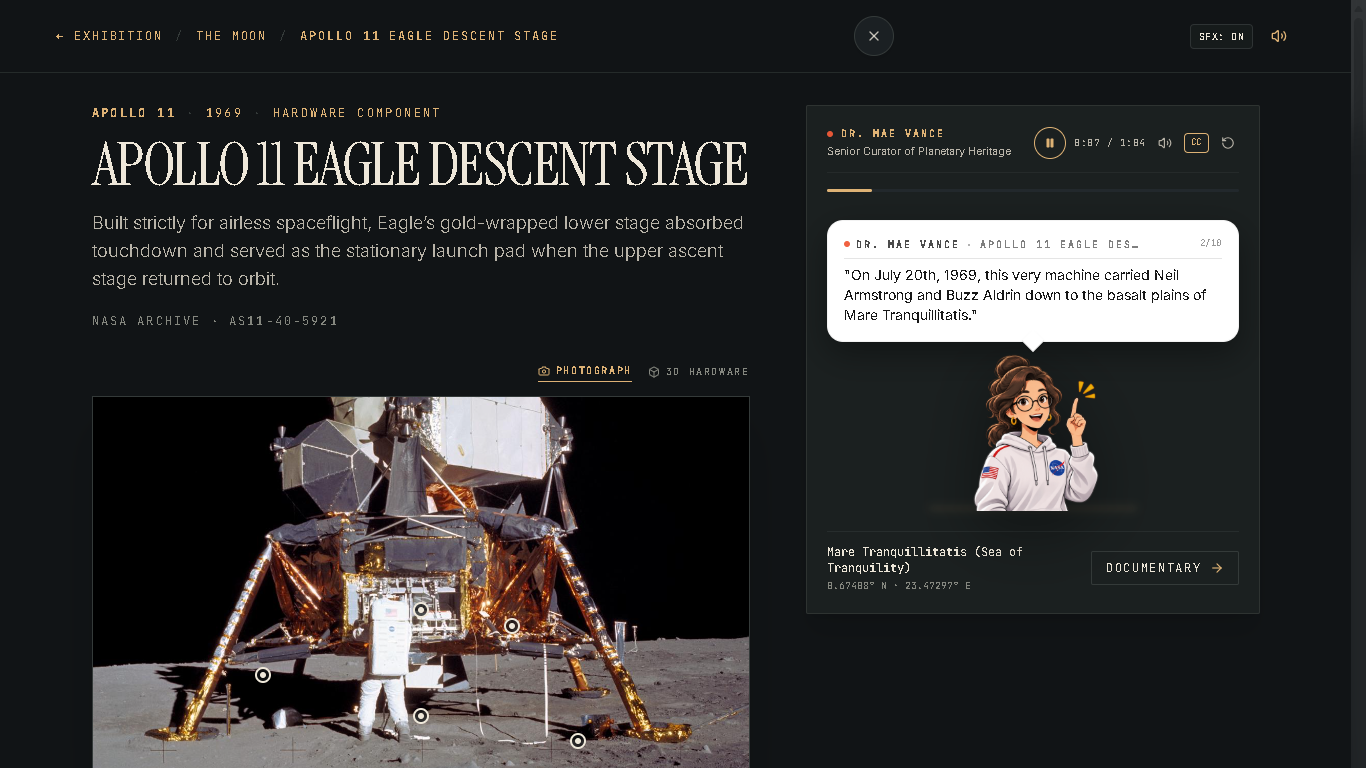 ← EXHIBITION / THE MOON / APOLLO 11 EAGLE DESCENT STAGE
SFX: ON
APOLLO 11 · 1969 · HARDWARE COMPONENT
APOLLO 11 EAGLE DESCENT STAGE
Built strictly for airless spaceflight, Eagle's gold-wrapped lower stage absorbed
touchdown and served as the stationary launch pad when the upper ascent
stage returned to orbit.
NASA ARCHIVE · AS11-40-5921
PHOTOGRAPH
3D HARDWARE
DR. MAE VANCE
Senior Curator of Planetary Heritage
0:07 / 1:04
CC
DR. MAE VANCE · APOLLO 11 EAGLE DES…
2/10
"On July 20th, 1969, this very machine carried Neil
Armstrong and Buzz Aldrin down to the basalt plains of
Mare Tranquillitatis."
NASA
Mare Tranquillitatis (Sea of
Tranquility)
0.67408° N · 23.47297° E
DOCUMENTARY →